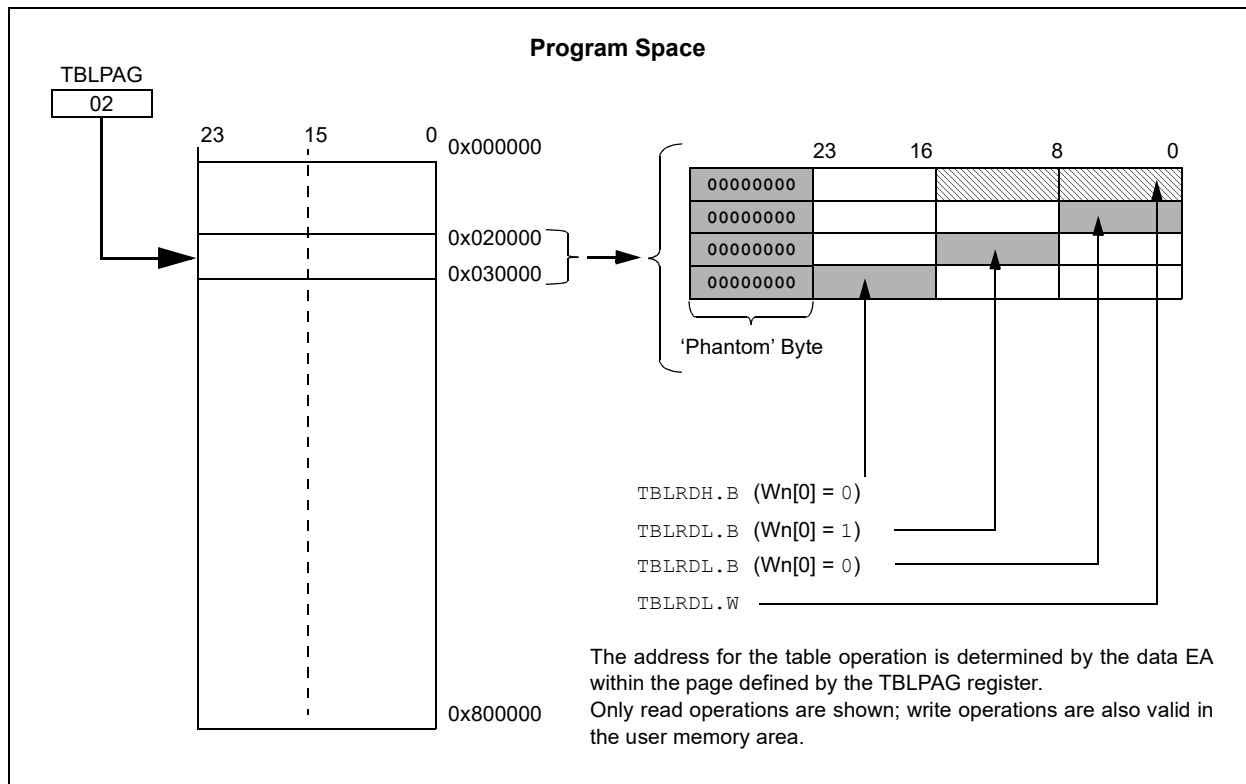 Program Space
TBLPAG
02
23 15 0
0x000000
0x020000
0x030000
0x800000
23 16 8 0
00000000
00000000
00000000
00000000
‘Phantom’ Byte
TBLRDH.B (Wn[0] = 0)
TBLRDL.B (Wn[0] = 1)
TBLRDL.B (Wn[0] = 0)
TBLRDL.W
The address for the table operation is determined by the data EA
within the page defined by the TBLPAG register.
Only read operations are shown; write operations are also valid in
the user memory area.